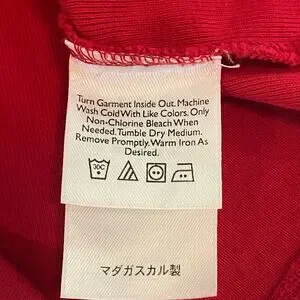 Turn Garment Inside Out. Machine
Wash Cold With Like Colors. Only
Non-Chlorine Bleach When
Needed. Tumble Dry Medium.
Remove Promptly. Warm Iron As
Desired.
30C
マダガスカル製